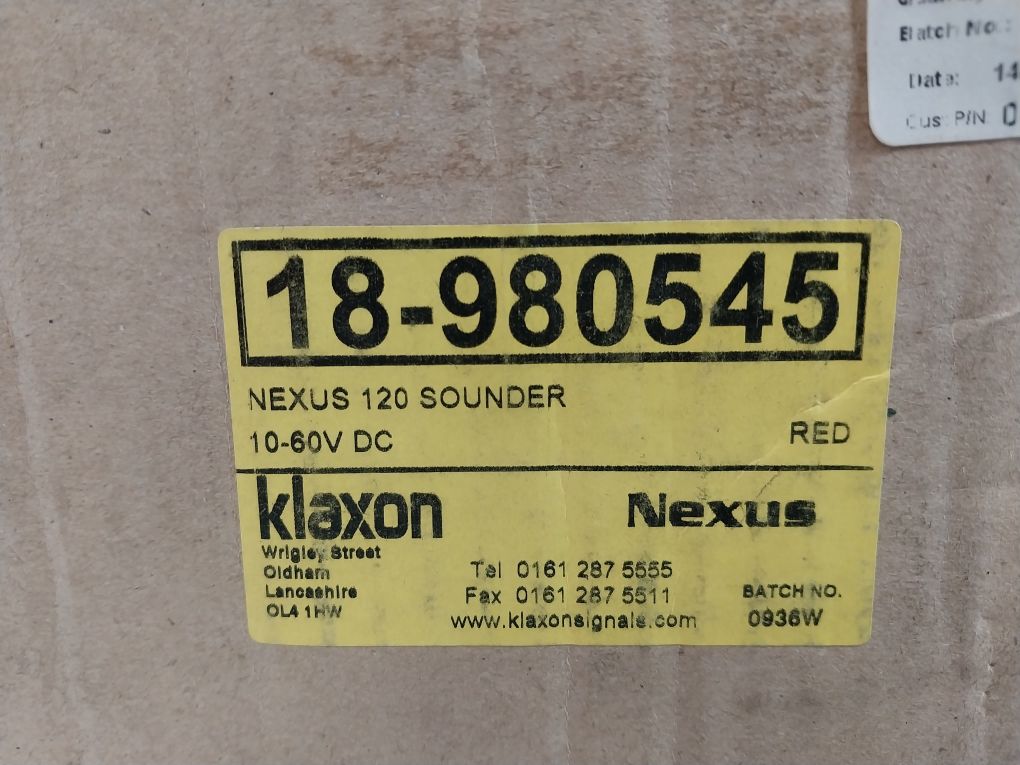 Batch No.:
Date: 14
Cust P/N 0
18-980545
NEXUS 120 SOUNDER
10-60V DC
RED
klaxon
Nexus
Wrigley Street
Oldham
Lancashire
OL4 1HW
Tel 0161 287 5555
Fax 0161 287 5511
www.klaxonsignals.com
BATCH NO.
0936W